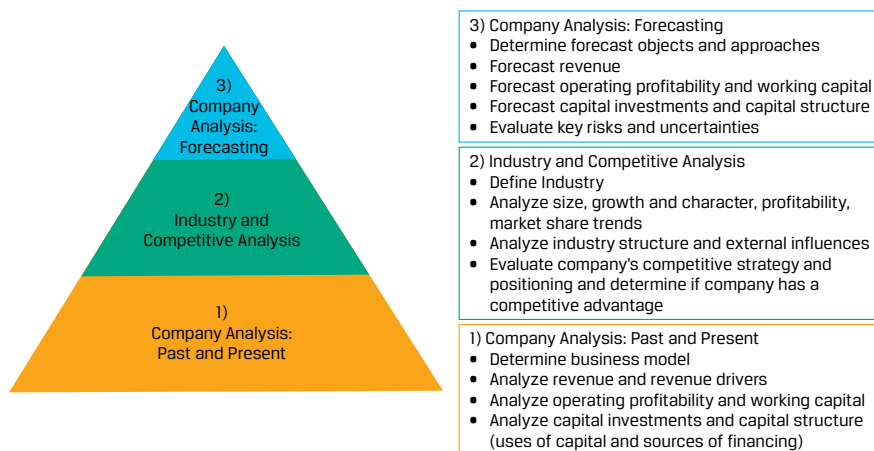 3)
Company
Analysis:
Forecasting
2)
Industry and
Competitive Analysis
1)
Company Analysis:
Past and Present
3) Company Analysis: Forecasting
• Determine forecast objects and approaches
• Forecast revenue
• Forecast operating profitability and working capital
• Forecast capital investments and capital structure
• Evaluate key risks and uncertainties
2) Industry and Competitive Analysis
• Define Industry
• Analyze size, growth and character, profitability,
market share trends
• Analyze industry structure and external influences
• Evaluate company's competitive strategy and
positioning and determine if company has a
competitive advantage
1) Company Analysis: Past and Present
• Determine business model
• Analyze revenue and revenue drivers
• Analyze operating profitability and working capital
• Analyze capital investments and capital structure
(uses of capital and sources of financing)